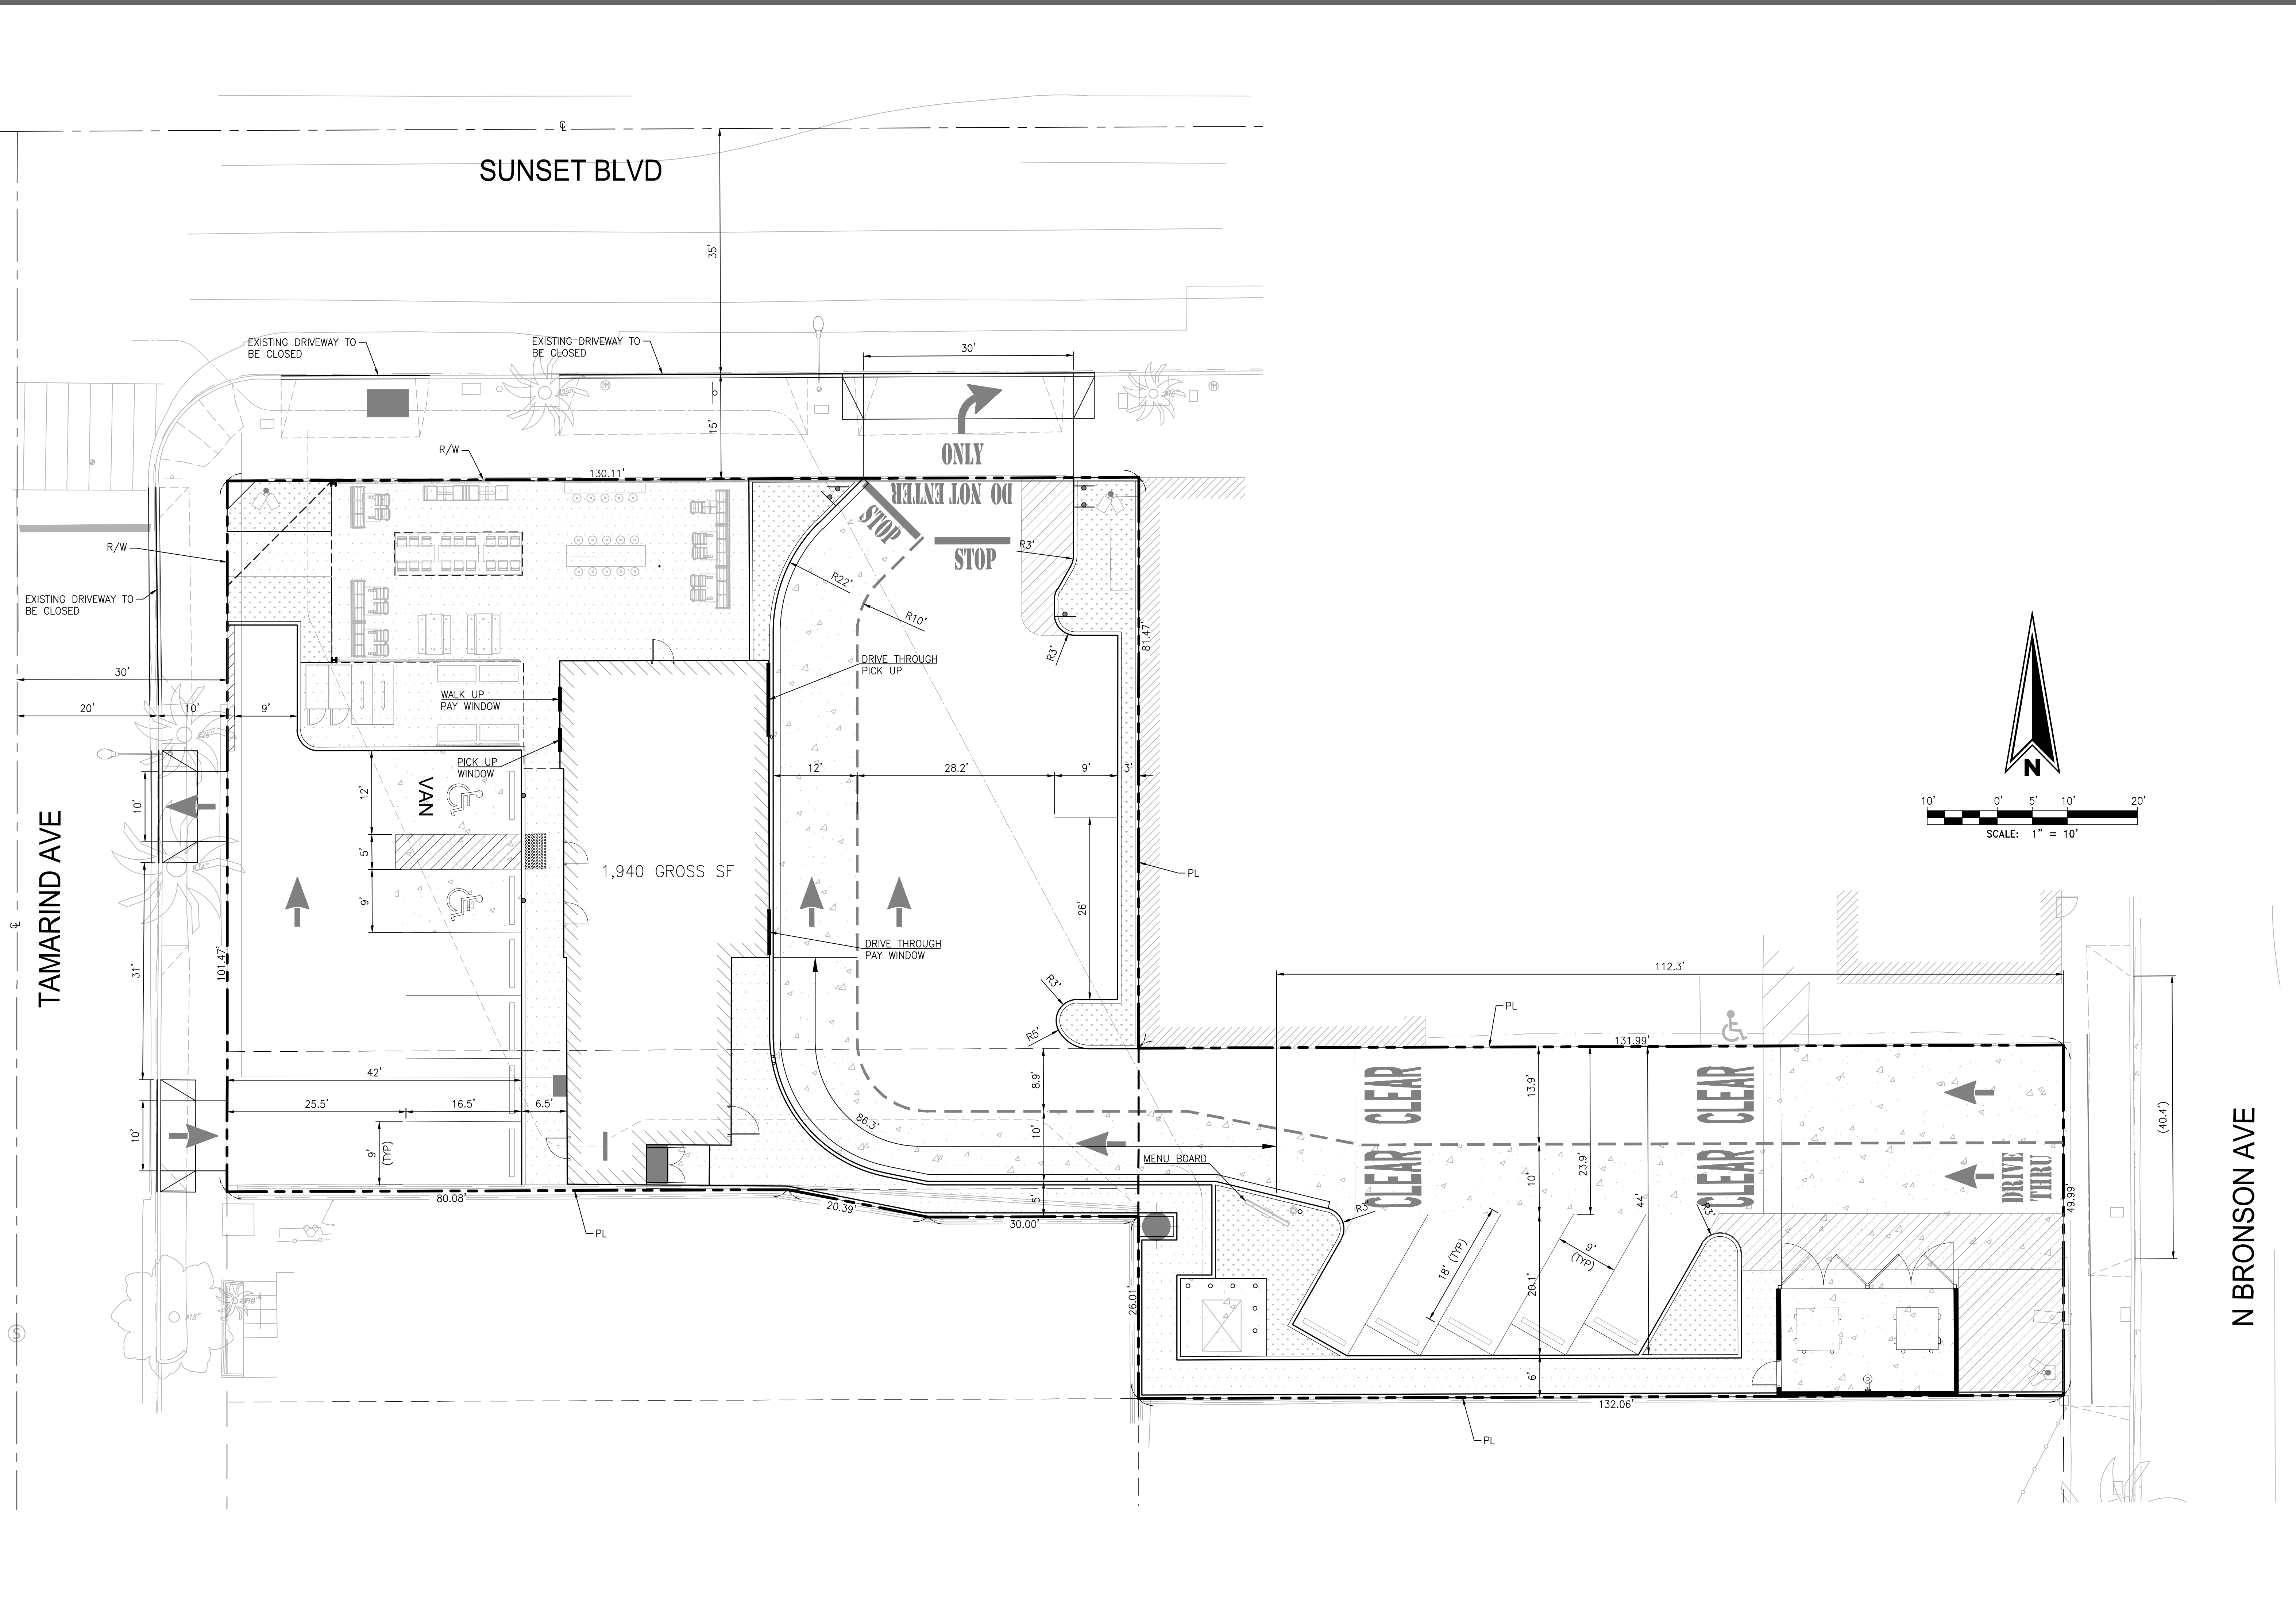 ℄
SUNSET BLVD
35'
EXISTING DRIVEWAY TO
BE CLOSED
EXISTING DRIVEWAY TO
BE CLOSED
30'
15'
ONLY
R/W
130.11'
DO NOT ENTER
STOP
STOP
R3'
R/W
EXISTING DRIVEWAY TO
BE CLOSED
R22'
R10'
R3'
81.47'
DRIVE THROUGH
PICK UP
30'
20'
10'
9'
WALK UP
PAY WINDOW
PICK UP
WINDOW
12'
28.2'
9'
3'
N
10'
0'
5'
10'
20'
SCALE: 1" = 10'
10'
12'
VAN
5'
9'
1,940 GROSS SF
PL
26'
TAMARIND AVE
℄
31'
101.47'
DRIVE THROUGH
PAY WINDOW
112.3'
R3'
R5'
PL
131.99'
42'
25.5'
16.5'
6.5'
8.9'
10'
86.3'
13.9'
CLEAR
CLEAR
23.9'
44'
10'
9'
(TYP)
MENU BOARD
CLEAR
CLEAR
10'
DRIVE
THRU
49.99'
(40.4')
N BRONSON AVE
80.08'
20.39'
30.00'
5'
PL
R3'
R3'
18' (TYP)
9'
(TYP)
20.1'
26.01'
6'
S
132.06'
PL